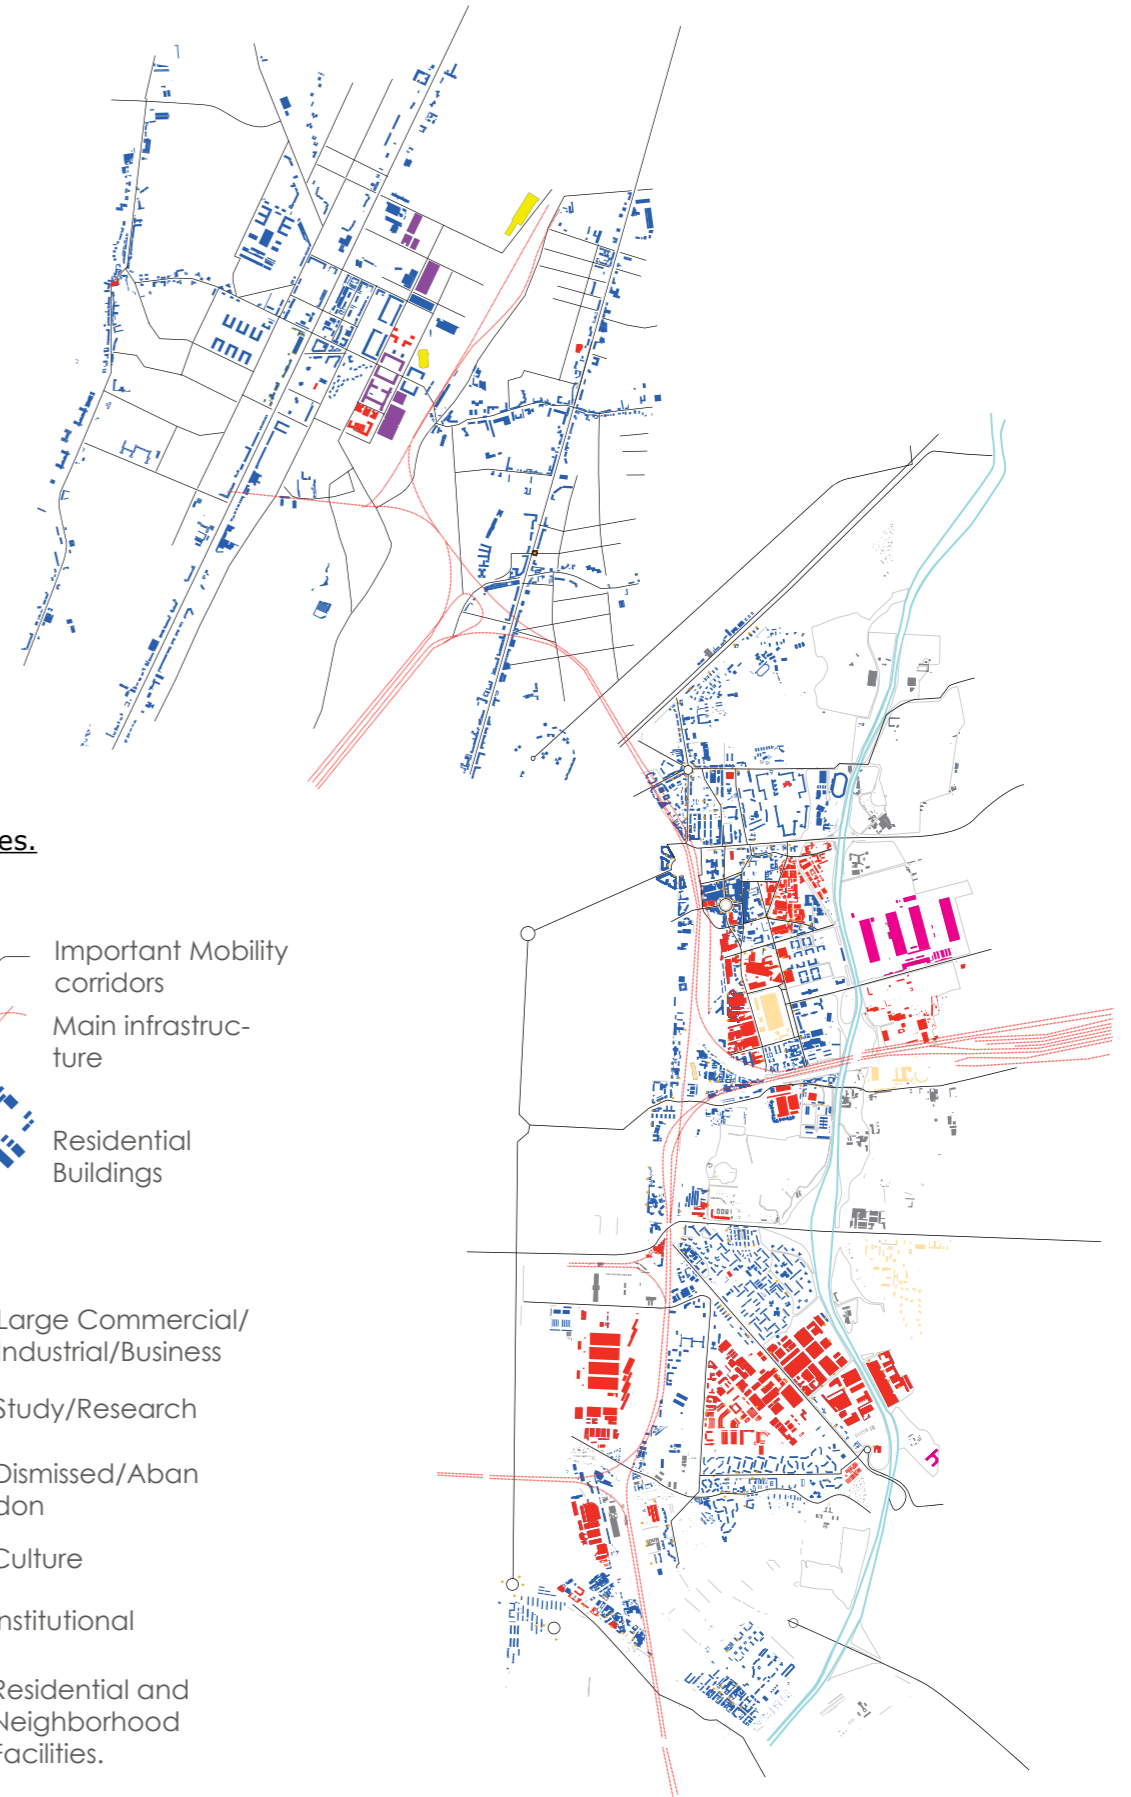 es.
Important Mobility
corridors
Main infrastruc-
ture
Residential
Buildings
Large Commercial/
Industrial/Business
Study/Research
Dismissed/Aban
don
Culture
nstitutional
Residential and
Neighborhood
Facilities.